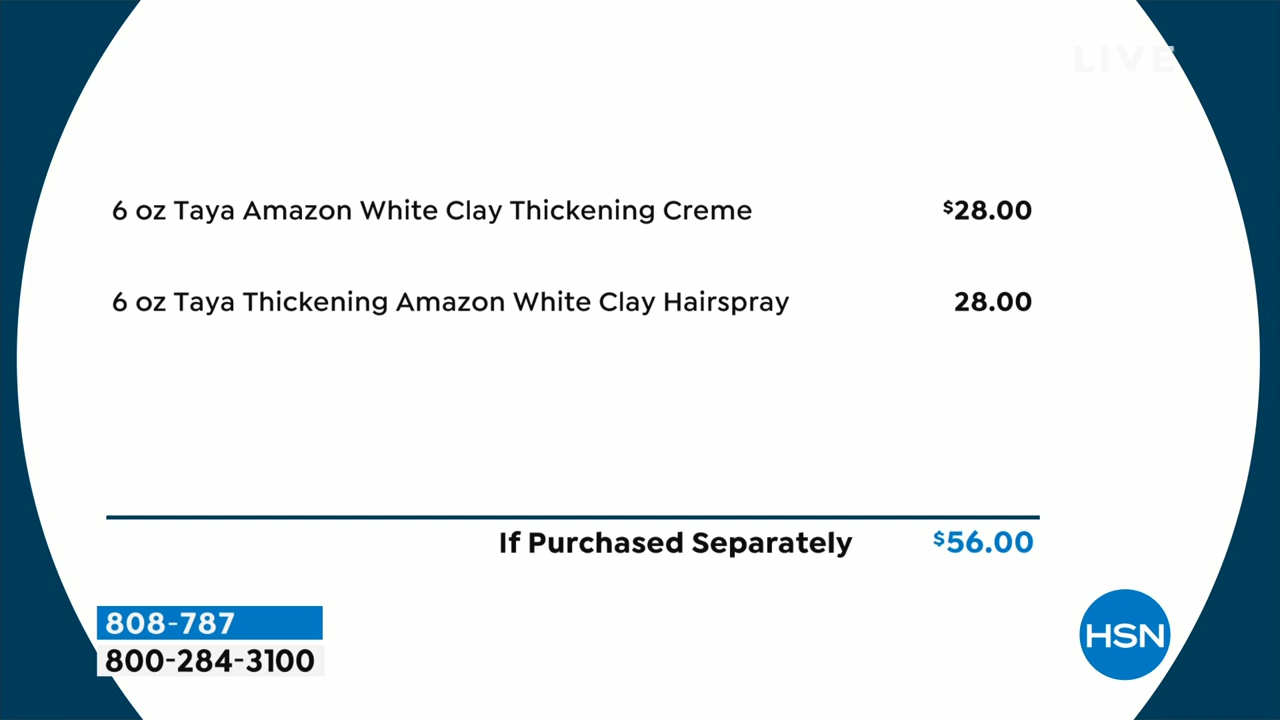 LIVE
6 oz Taya Amazon White Clay Thickening Creme $28.00
6 oz Taya Thickening Amazon White Clay Hairspray 28.00
If Purchased Separately $56.00
808-787
800-284-3100
HSN